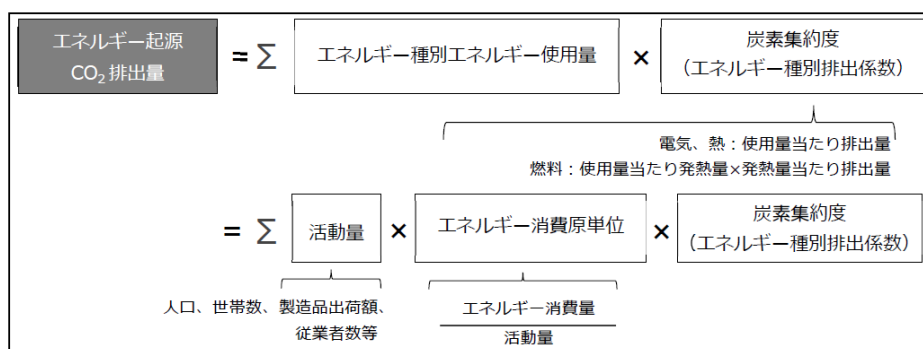 エネルギー起源
CO₂排出量
= ∑ エネルギー種別エネルギー使用量 × 炭素集約度
(エネルギー種別排出係数)
電気、熱:使用量当たり排出量
燃料:使用量当たり発熱量×発熱量当たり排出量
= ∑ 活動量 × エネルギー消費原単位 × 炭素集約度
(エネルギー種別排出係数)
人口、世帯数、製造品出荷額、
従業者数等
エネルギー消費量
活動量